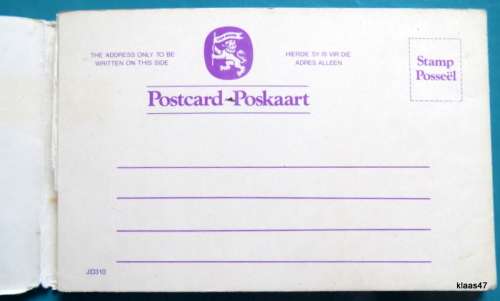 THE ADDRESS ONLY TO BE
WRITTEN ON THIS SIDE
HIERDIE SY IS VIR DIE
ADRES ALLEEN
Stamp
Posseël
Postcard-Poskaart
JD310
klaas47